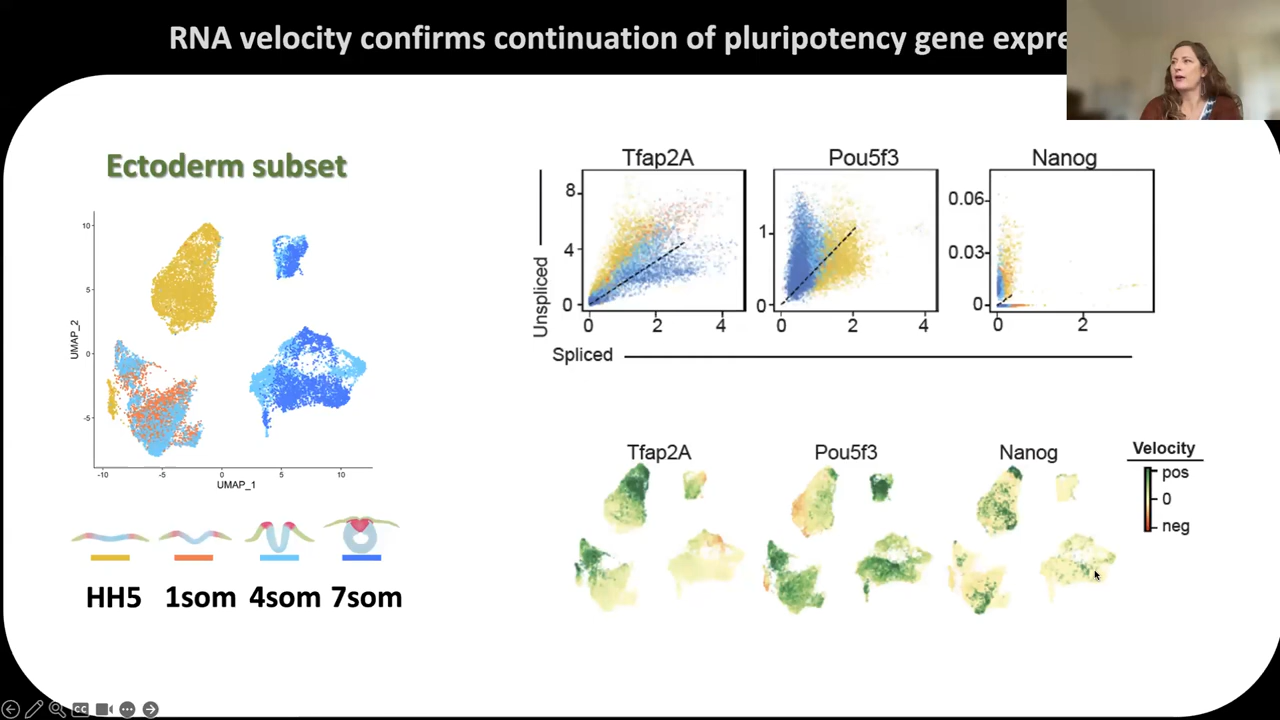 RNA velocity confirms continuation of pluripotency gene expre
Ectoderm subset
10
5
0
-5
UMAP_2
-10
-5
0
5
10
UMAP_1
HH5
1som
4som
7som
Tfap2A
Pou5f3
Nanog
Unspliced
8
4
0
0
2
4
1
0
0
2
4
0.06
0.03
0
0
2
Spliced
Tfap2A
Pou5f3
Nanog
Velocity
pos
0
neg
CC